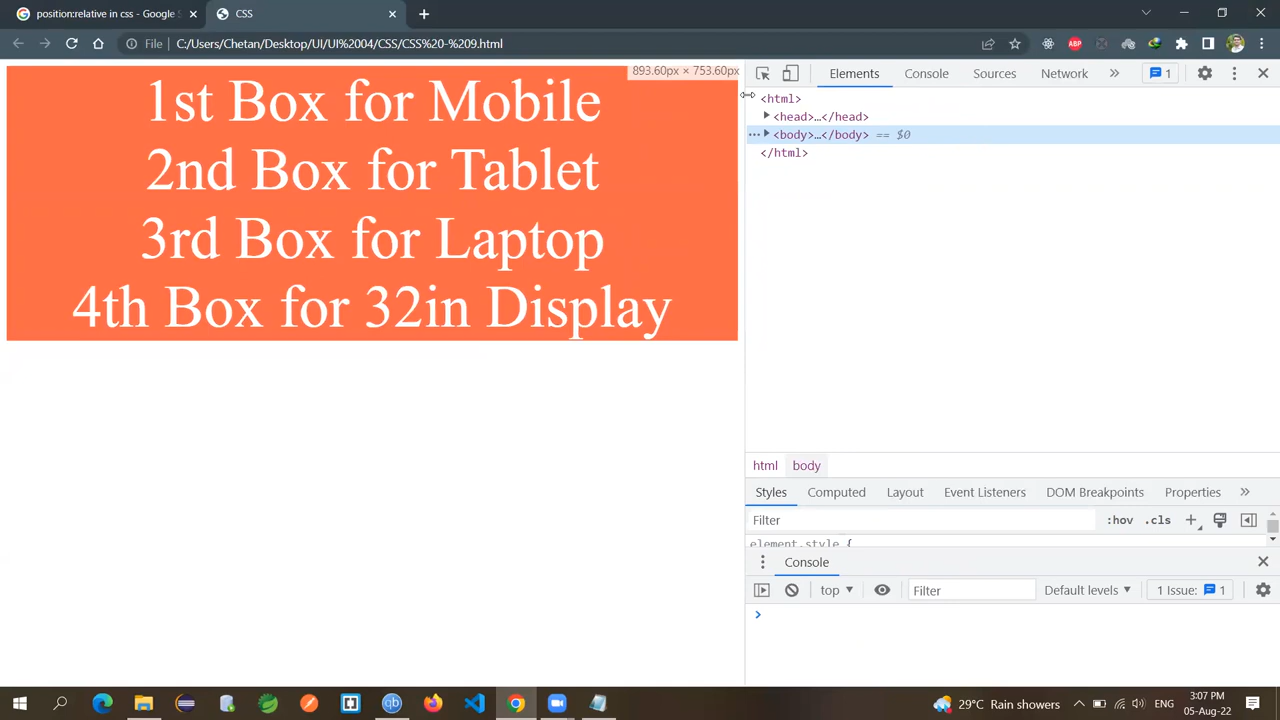 position:relative in css - Google
CSS
File
C:/Users/Chetan/Desktop/UI/UI%2004/CSS/CSS%20-%209.html
ABP
893.60px × 753.60px
1st Box for Mobile
2nd Box for Tablet
3rd Box for Laptop
4th Box for 32in Display
Elements
Console
Sources
Network
1
<html>
<head>…</head>
<body>…</body> == $0
</html>
html
body
Styles
Computed
Layout
Event Listeners
DOM Breakpoints
Properties
Filter
:hov
.cls
element.style {
Console
top
Filter
Default levels
1 Issue:
1
qb
29°C Rain showers
ENG
3:07 PM
05-Aug-22